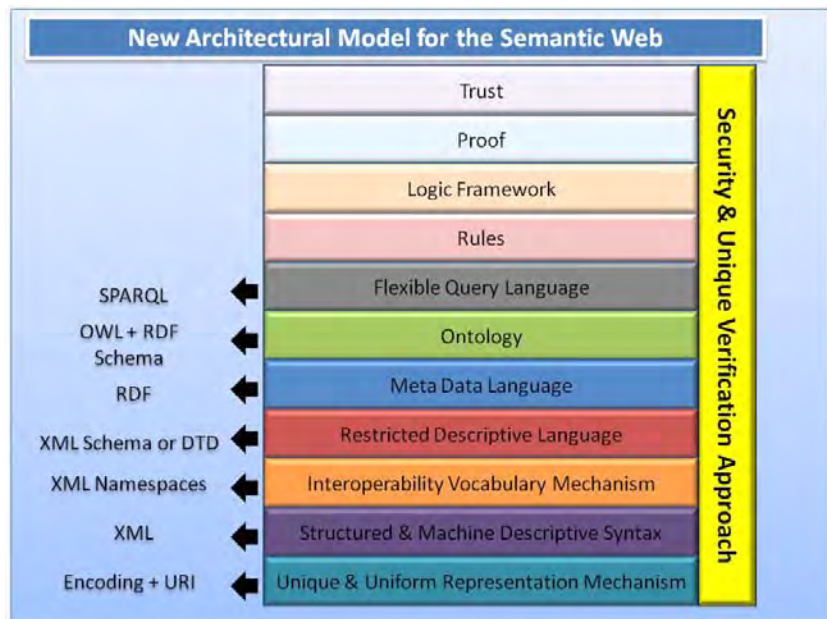 New Architectural Model for the Semantic Web
Trust
Proof
Logic Framework
Rules
SPARQL
Flexible Query Language
OWL + RDF
Schema
Ontology
RDF
Meta Data Language
XML Schema or DTD
Restricted Descriptive Language
XML Namespaces
Interoperability Vocabulary Mechanism
XML
Structured & Machine Descriptive Syntax
Encoding + URI
Unique & Uniform Representation Mechanism
Security & Unique Verification Approach